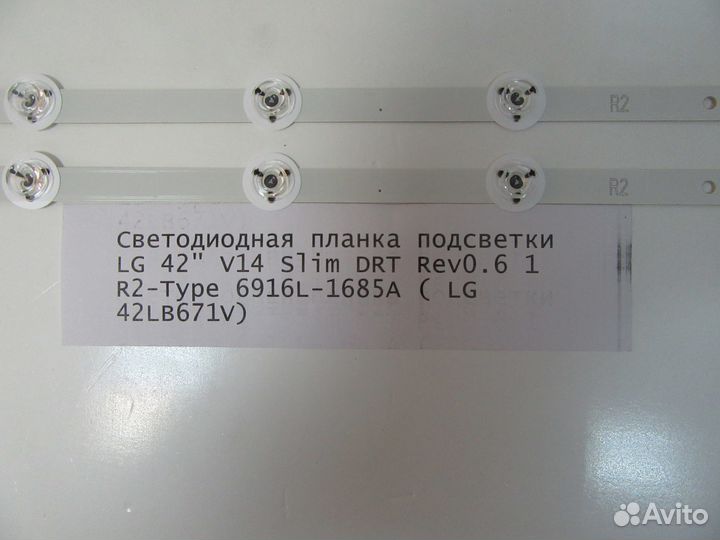 R2
R2
Светодиодная планка подсветки
LG 42" V14 Slim DRT Rev0.6 1
R2-Type 6916L-1685A ( LG
42LB671V)
Avito